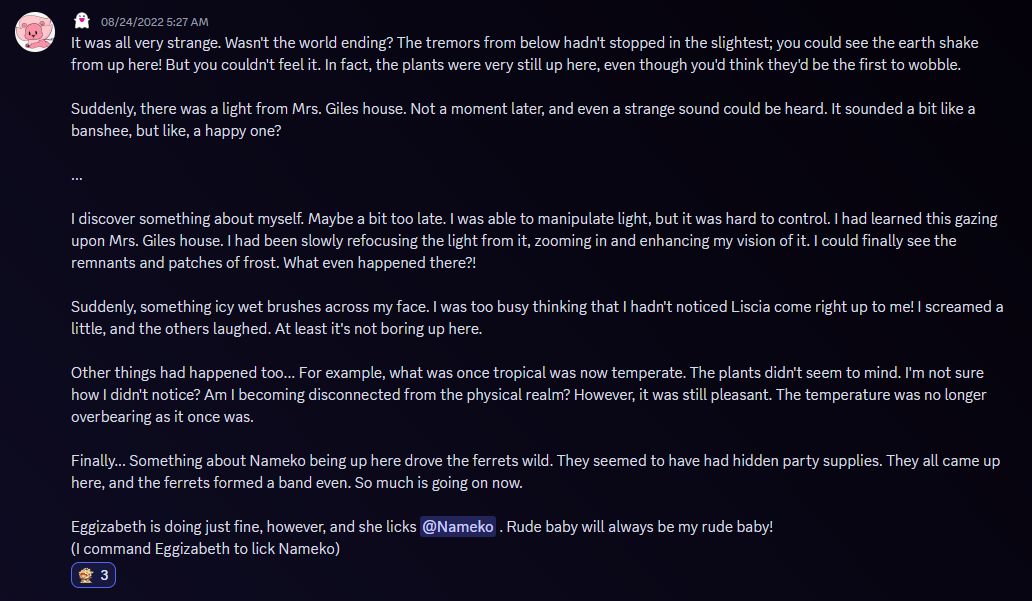 08/24/2022 5:27 AM
It was all very strange. Wasn't the world ending? The tremors from below hadn't stopped in the slightest; you could see the earth shake
from up here! But you couldn't feel it. In fact, the plants were very still up here, even though you'd think they'd be the first to wobble.
Suddenly, there was a light from Mrs. Giles house. Not a moment later, and even a strange sound could be heard. It sounded a bit like a
banshee, but like, a happy one?
...
I discover something about myself. Maybe a bit too late. I was able to manipulate light, but it was hard to control. I had learned this gazing
upon Mrs. Giles house. I had been slowly refocusing the light from it, zooming in and enhancing my vision of it. I could finally see the
remnants and patches of frost. What even happened there?!
Suddenly, something icy wet brushes across my face. I was too busy thinking that I hadn't noticed Liscia come right up to me! I screamed a
little, and the others laughed. At least it's not boring up here.
Other things had happened too... For example, what was once tropical was now temperate. The plants didn't seem to mind. I'm not sure
how I didn't notice? Am I becoming disconnected from the physical realm? However, it was still pleasant. The temperature was no longer
overbearing as it once was.
Finally... Something about Nameko being up here drove the ferrets wild. They seemed to have had hidden party supplies. They all came up
here, and the ferrets formed a band even. So much is going on now.
Eggizabeth is doing just fine, however, and she licks @Nameko . Rude baby will always be my rude baby!
(I command Eggizabeth to lick Nameko)
3